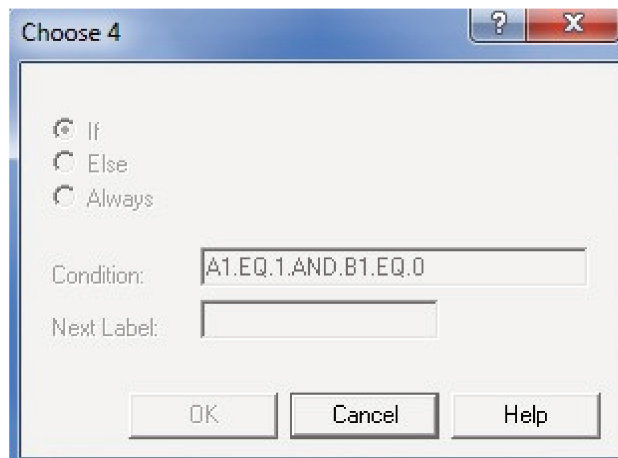 Choose 4
If
Else
Always
Condition: A1.EQ.1.AND.B1.EQ.0
Next Label:
OK Cancel Help